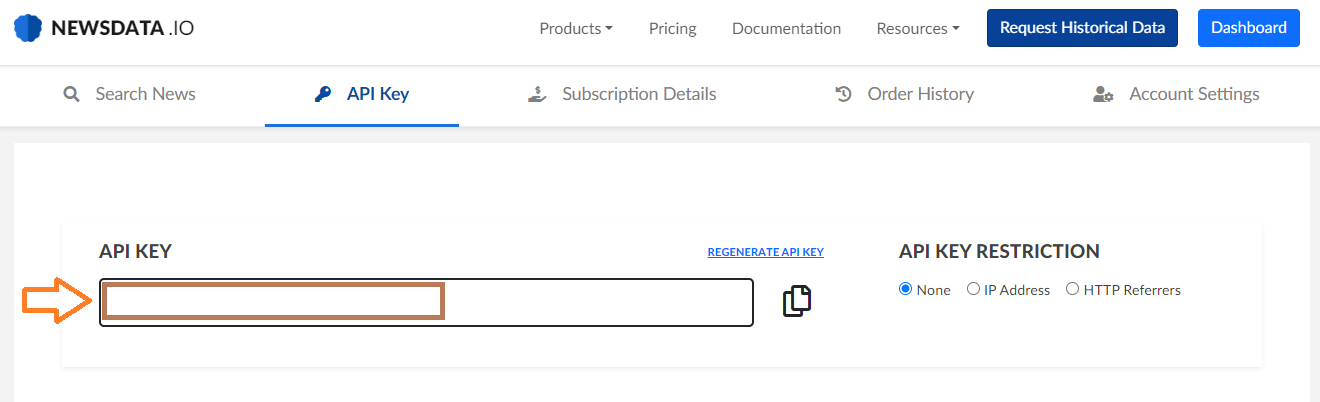 NEWSDATA.IO Products Pricing Documentation Resources Request Historical Data Dashboard
Search News API Key Subscription Details Order History Account Settings
API KEY REGENERATE API KEY API KEY RESTRICTION
None IP Address HTTP Referrers